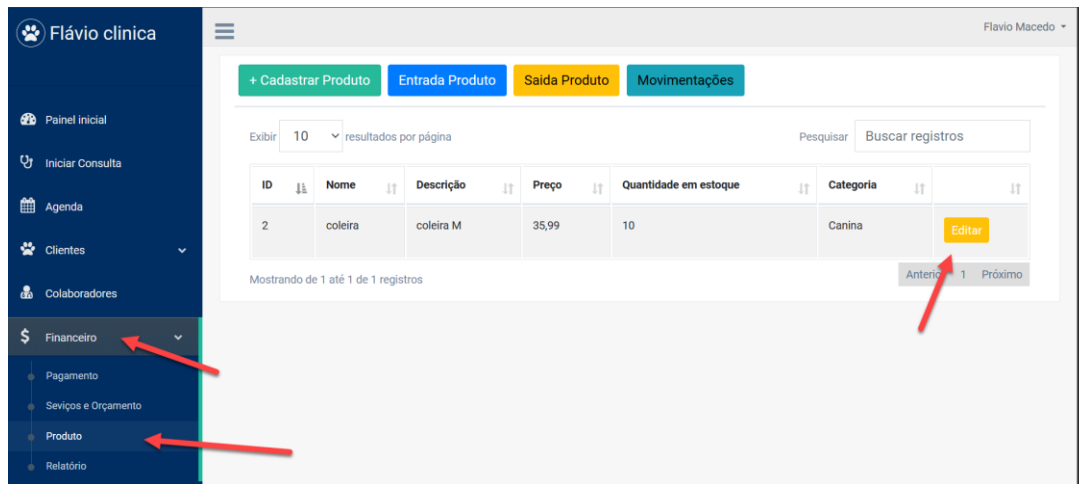 Flávio clinica
Flavio Macedo
+ Cadastrar Produto Entrada Produto Saida Produto Movimentações
Painel inicial
Iniciar Consulta
Agenda
Clientes
Colaboradores
Financeiro
Pagamento
Seviços e Orçamento
Produto
Relatório
Exibir 10 resultados por página Pesquisar Buscar registros
ID Nome Descrição Preço Quantidade em estoque Categoria
2 coleira coleira M 35,99 10 Canina Editar
Mostrando de 1 até 1 de 1 registros Anterior 1 Próximo